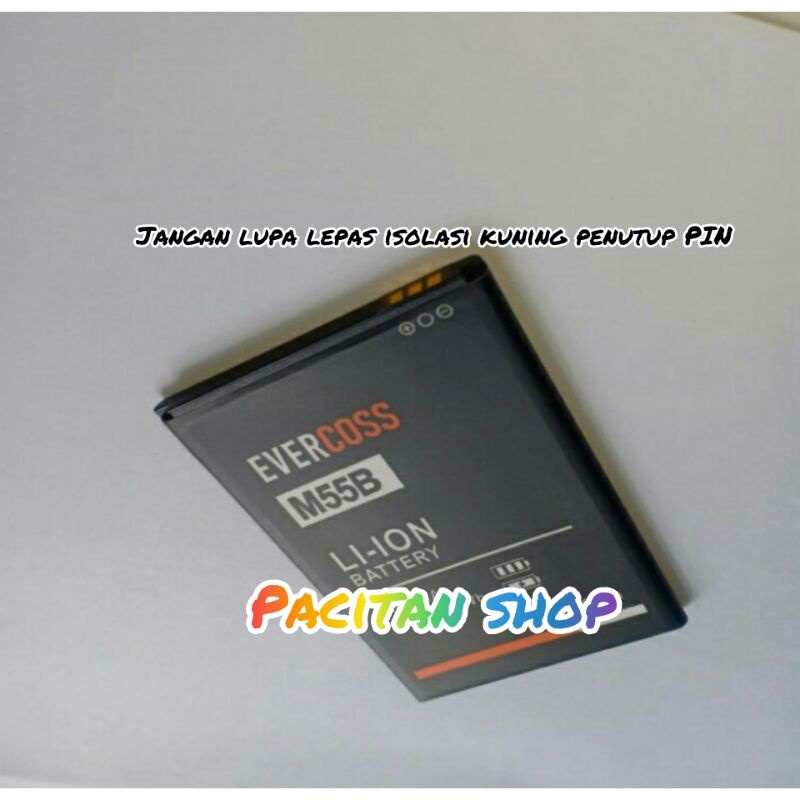 Jangan lupa lepas isolasi kuning penutup PIN
EVERCOSS
M55B
LI-ION
BATTERY
Pacitan shop